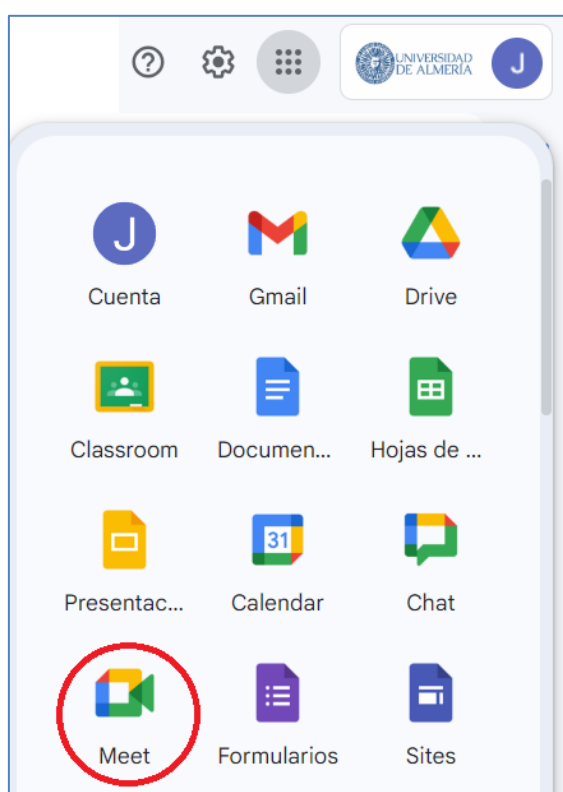 UNIVERSIDAD
DE ALMERÍA
J
J
Cuenta
Gmail
Drive
Classroom
Documen...
Hojas de ...
31
Presentac...
Calendar
Chat
Meet
Formularios
Sites